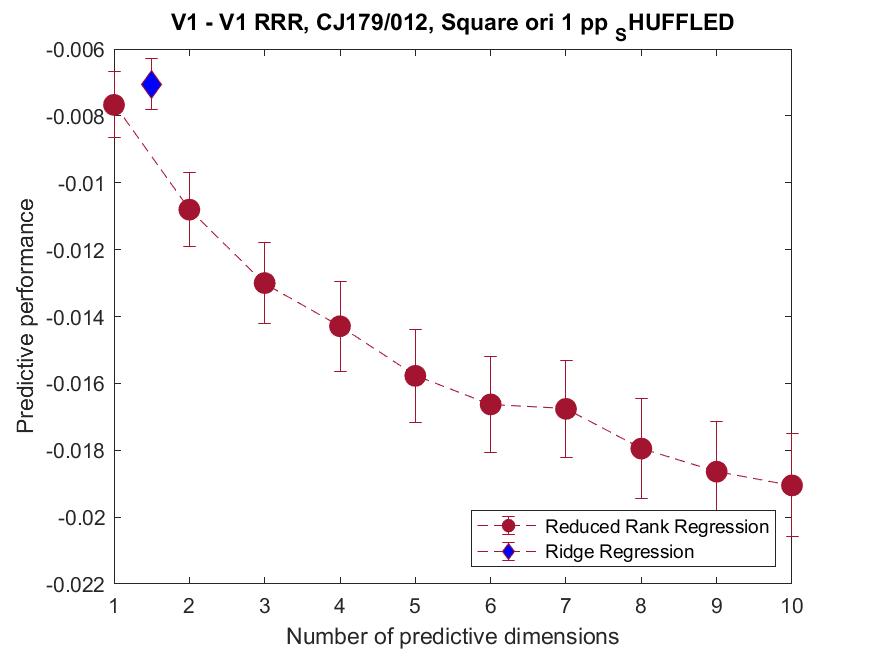 V1 - V1 RRR, CJ179/012, Square ori 1 pp SHUFFLED
-0.006
-0.008
-0.01
-0.012
-0.014
-0.016
-0.018
-0.02
-0.022
Predictive performance
Reduced Rank Regression
Ridge Regression
1 2 3 4 5 6 7 8 9 10
Number of predictive dimensions